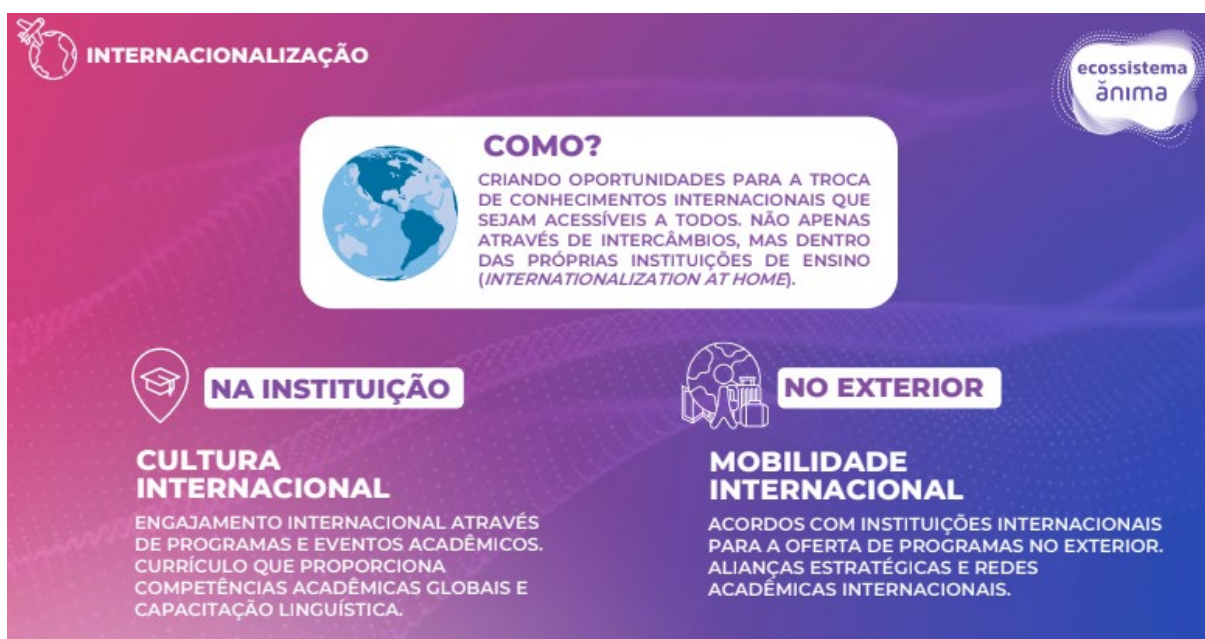 INTERNACIONALIZAÇÃO
ecossistema
ănıma
COMO?
CRIANDO OPORTUNIDADES PARA A TROCA
DE CONHECIMENTOS INTERNACIONAIS QUE
SEJAM ACESSÍVEIS A TODOS. NÃO APENAS
ATRAVÉS DE INTERCÂMBIOS, MAS DENTRO
DAS PRÓPRIAS INSTITUIÇÕES DE ENSINO
(INTERNATIONALIZATION AT HOME).
NA INSTITUIÇÃO
CULTURA
INTERNACIONAL
ENGAJAMENTO INTERNACIONAL ATRAVÉS
DE PROGRAMAS E EVENTOS ACADÊMICOS.
CURRÍCULO QUE PROPORCIONA
COMPETÊNCIAS ACADÊMICAS GLOBAIS E
CAPACITAÇÃO LINGUÍSTICA.
NO EXTERIOR
MOBILIDADE
INTERNACIONAL
ACORDOS COM INSTITUIÇÕES INTERNACIONAIS
PARA A OFERTA DE PROGRAMAS NO EXTERIOR.
ALIANÇAS ESTRATÉGICAS E REDES
ACADÊMICAS INTERNACIONAIS.